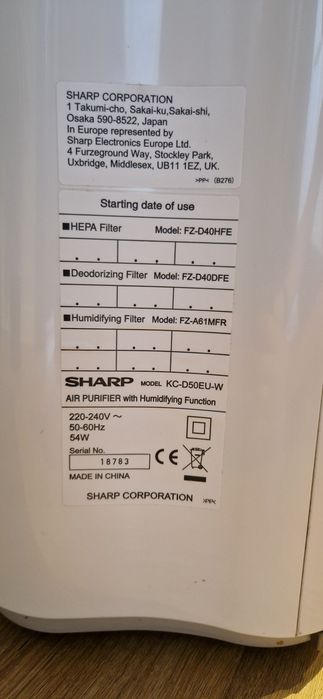 SHARP CORPORATION
1 Takumi-cho, Sakai-ku,Sakai-shi,
Osaka 590-8522, Japan
In Europe represented by
Sharp Electronics Europe Ltd.
4 Furzeground Way, Stockley Park,
Uxbridge, Middlesex, UB11 1EZ, UK.
>PP< (B276)
Starting date of use
■HEPA Filter Model: FZ-D40HFE
■Deodorizing Filter Model: FZ-D40DFE
■Humidifying Filter Model: FZ-A61MFR
SHARP MODEL KC-D50EU-W
AIR PURIFIER with Humidifying Function
220-240V ~
50-60Hz
54W
Serial No.
18783
CE
MADE IN CHINA
SHARP CORPORATION >PP<